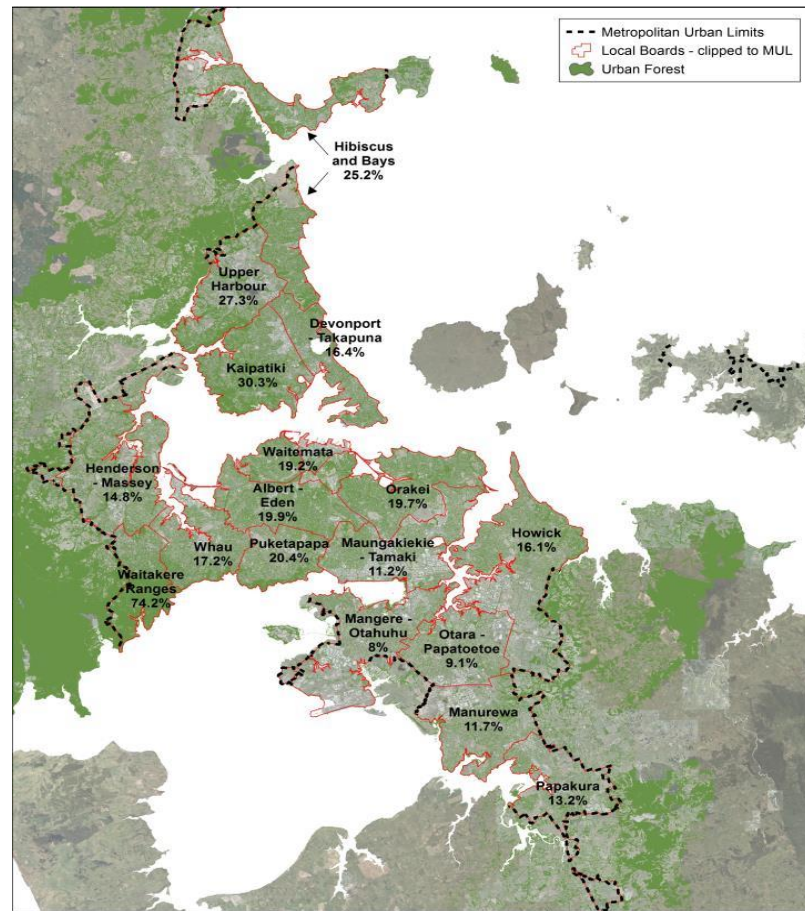 Metropolitan Urban Limits
Local Boards - clipped to MUL
Urban Forest
Hibiscus
and Bays
25.2%
Upper
Harbour
27.3%
Devonport
- Takapuna
16.4%
Kaipatiki
30.3%
Waitemata
19.2%
Henderson
- Massey
14.8%
Albert -
Eden
19.9%
Orakei
19.7%
Howick
16.1%
Whau
17.2%
Puketapapa
20.4%
Maungakiekie
- Tamaki
11.2%
Waitakere
Ranges
74.2%
Mangere -
Otahuhu
8%
Otara -
Papatoetoe
9.1%
Manurewa
11.7%
Papakura
13.2%